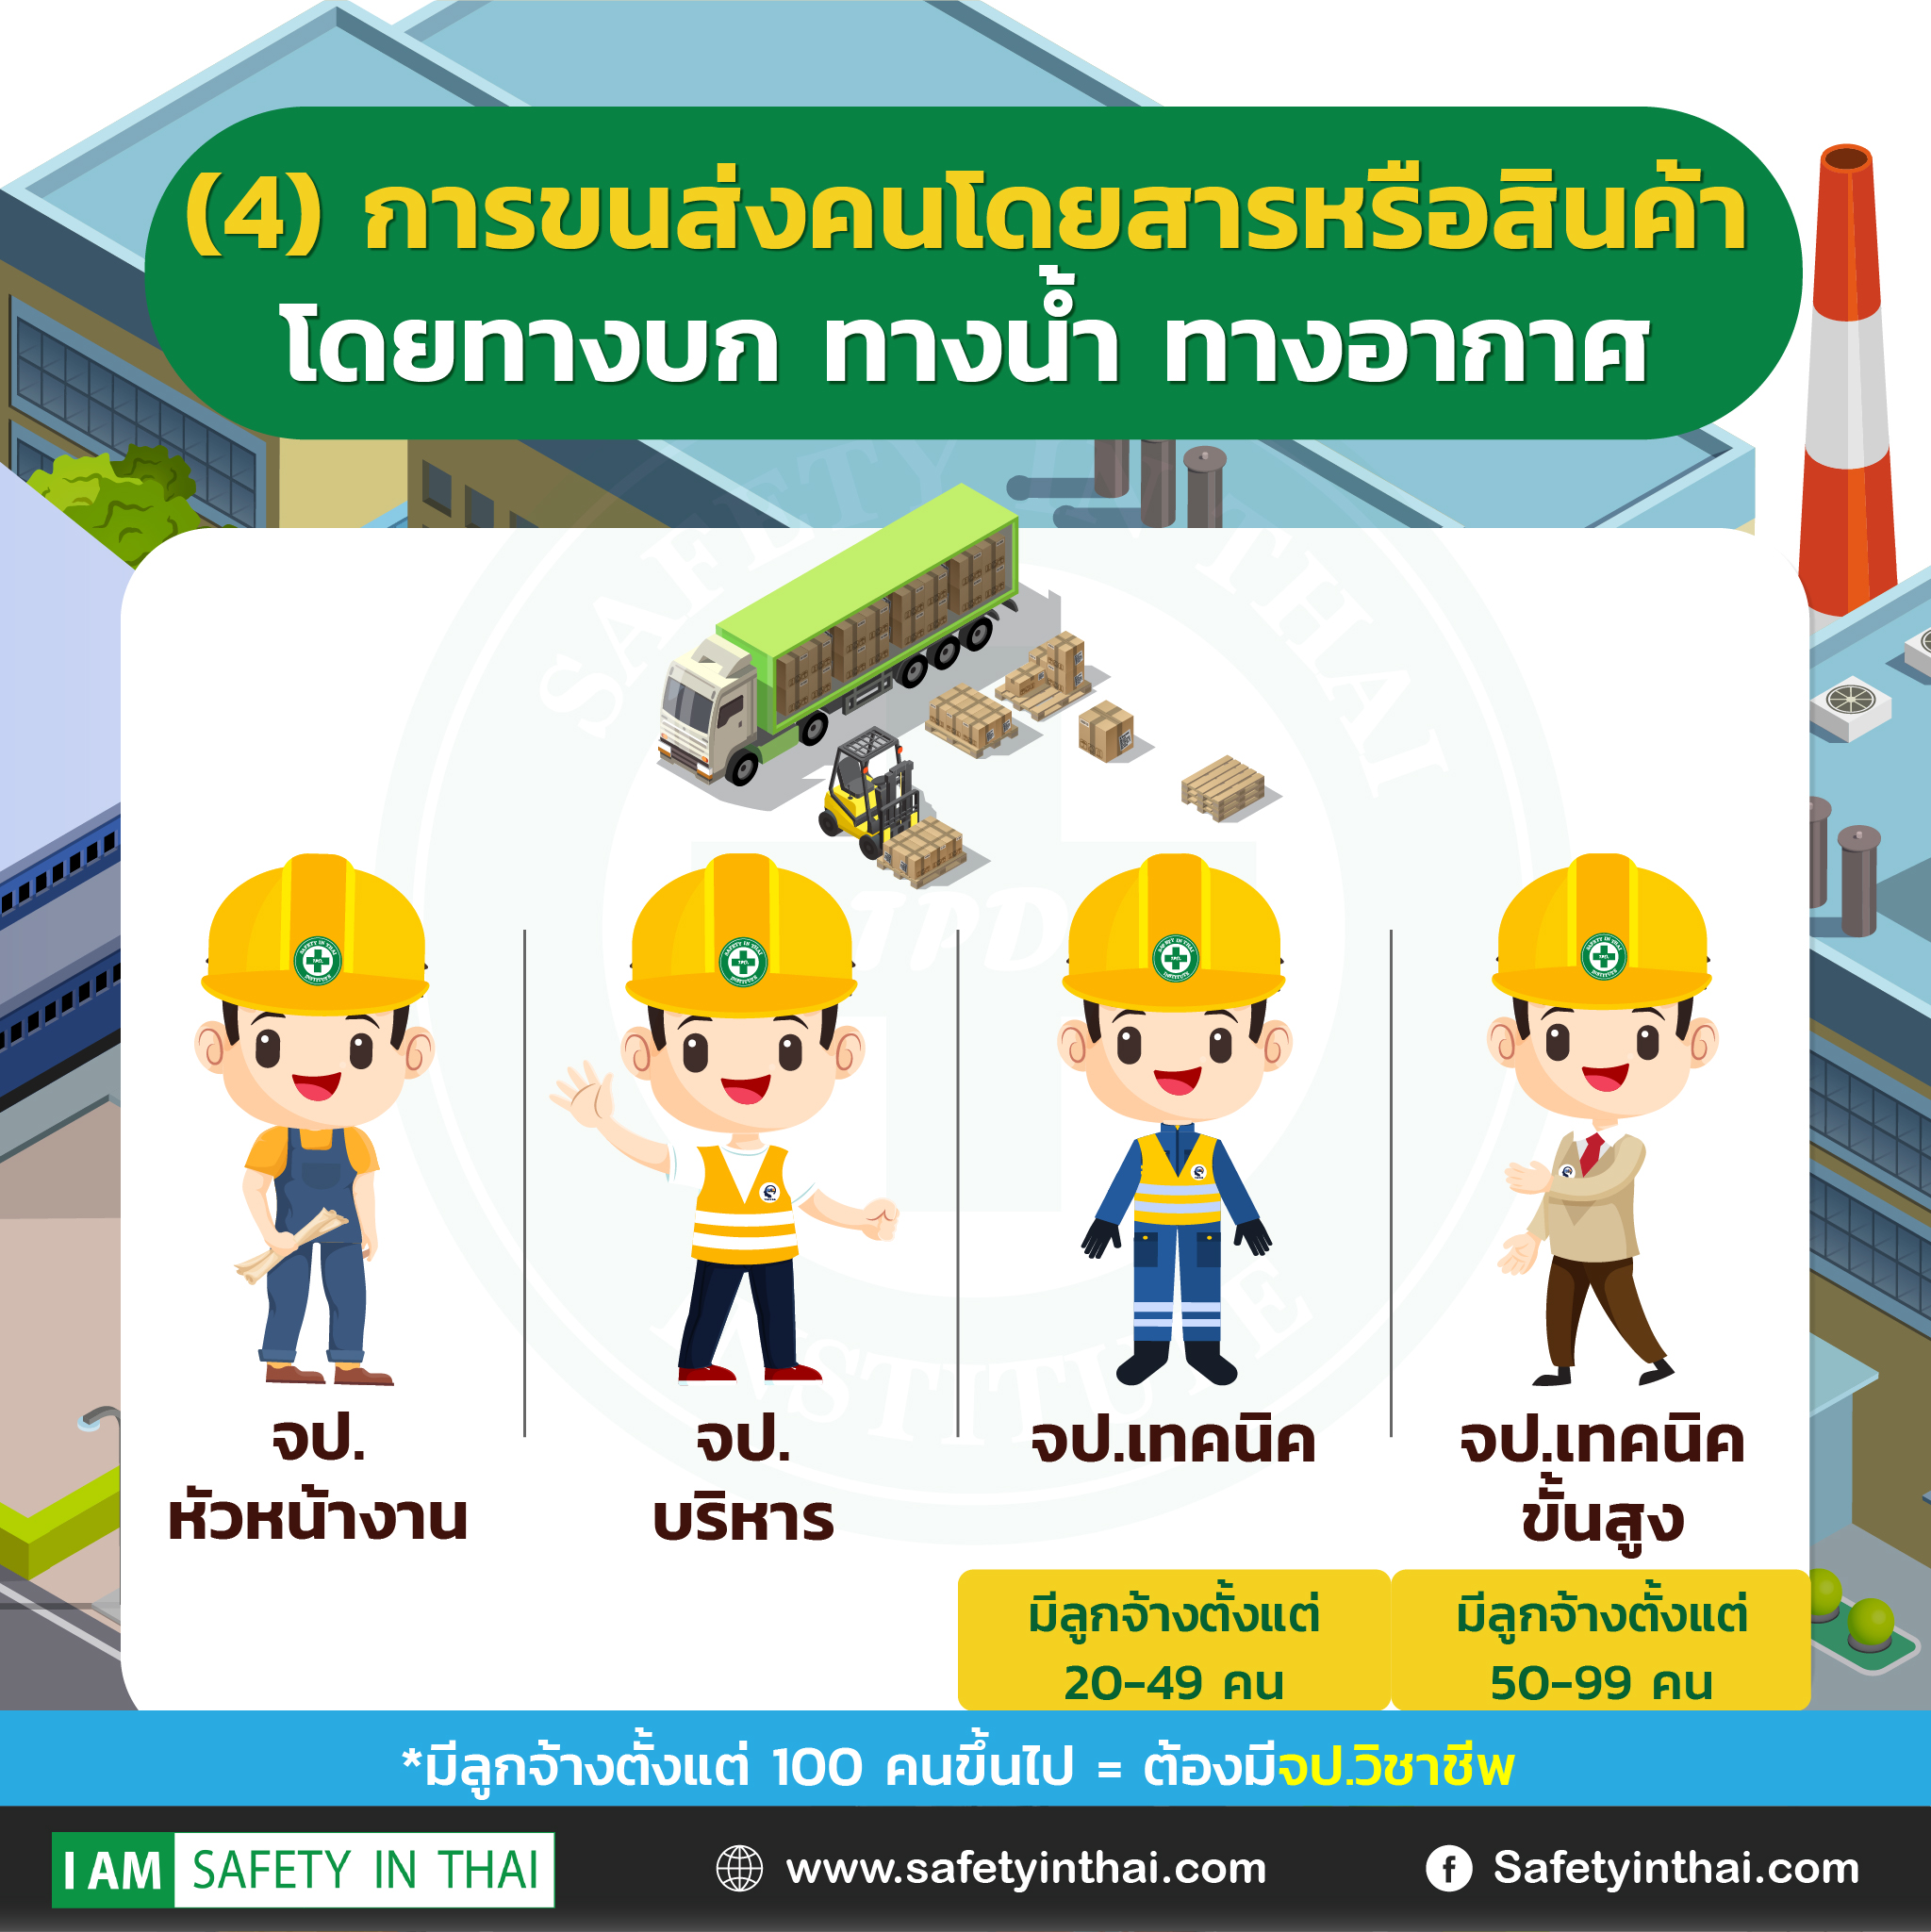 (4) การขนส่งคนโดยสารหรือสินค้า
โดยทางบก ทางน้ำ ทางอากาศ
SAFETY IN THAI
JPD
INSTITUTE
จป.
หัวหน้างาน
จป.
บริหาร
จป.เทคนิค
จป.เทคนิค
ขั้นสูง
มีลูกจ้างตั้งแต่
20-49 คน
มีลูกจ้างตั้งแต่
50-99 คน
*มีลูกจ้างตั้งแต่ 100 คนขึ้นไป = ต้องมีจป.วิชาชีพ
I AM SAFETY IN THAI
www.safetyinthai.com
Safetyinthai.com